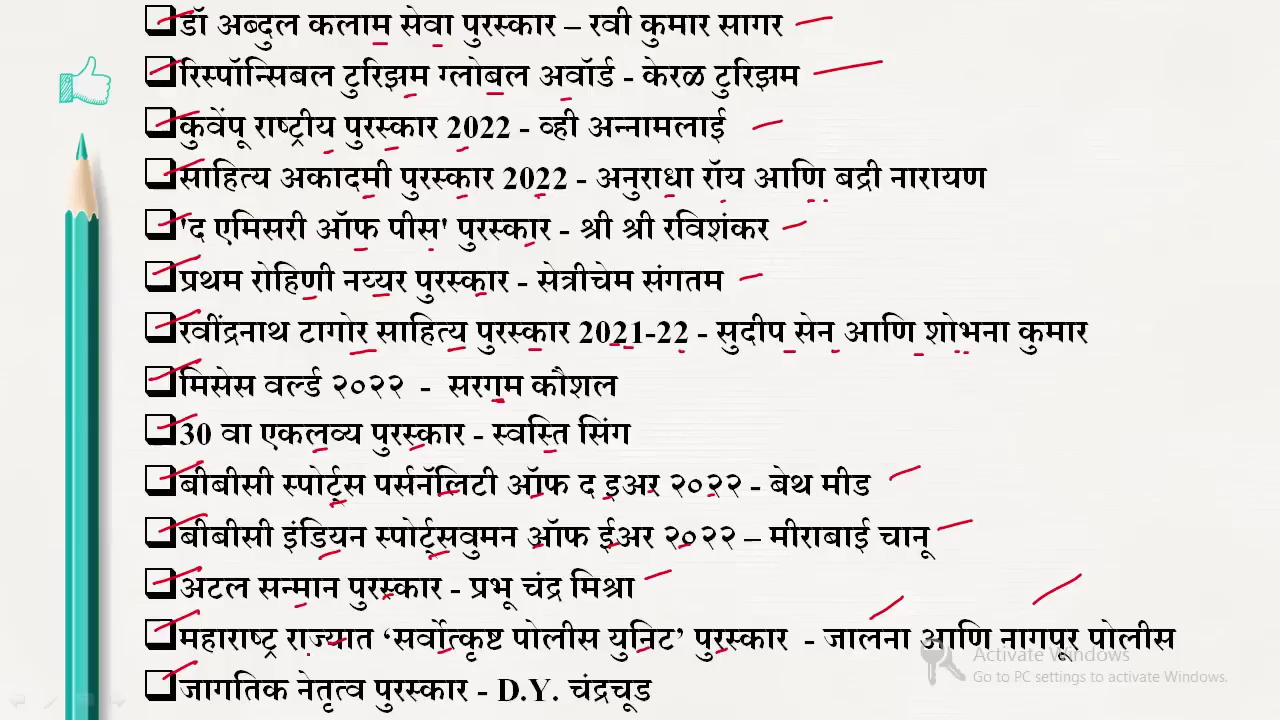 डॉ अब्दुल कलाम सेवा पुरस्कार – रवी कुमार सागर
रिस्पॉन्सिबल टुरिझम ग्लोबल अवॉर्ड - केरळ टुरिझम
कुवेंपू राष्ट्रीय पुरस्कार 2022 - व्ही अन्नामलाई
साहित्य अकादमी पुरस्कार 2022 - अनुराधा रॉय आणि बद्री नारायण
'द एमिसरी ऑफ पीस' पुरस्कार - श्री श्री रविशंकर
प्रथम रोहिणी नय्यर पुरस्कार - सेत्रीचेम संगतम
रवींद्रनाथ टागोर साहित्य पुरस्कार 2021-22 - सुदीप सेन आणि शोभना कुमार
मिसेस वर्ल्ड २०२२ - सरगम कौशल
30 वा एकलव्य पुरस्कार - स्वस्ति सिंग
बीबीसी स्पोर्ट्स पर्सनॅलिटी ऑफ द इअर २०२२ - बेथ मीड
बीबीसी इंडियन स्पोर्ट्सवुमन ऑफ ईअर २०२२ – मीराबाई चानू
अटल सन्मान पुरस्कार - प्रभू चंद्र मिश्रा
महाराष्ट्र राज्यात ‘सर्वोत्कृष्ट पोलीस युनिट’ पुरस्कार - जालना आणि नागपूर पोलीस
जागतिक नेतृत्व पुरस्कार - D.Y. चंद्रचूड
Activate Windows
Go to PC settings to activate Windows.